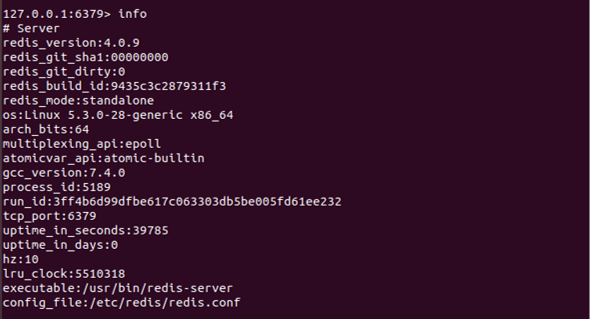 127.0.0.1:6379> info
# Server
redis_version:4.0.9
redis_git_sha1:00000000
redis_git_dirty:0
redis_build_id:9435c3c2879311f3
redis_mode:standalone
os:Linux 5.3.0-28-generic x86_64
arch_bits:64
multiplexing_api:epoll
atomicvar_api:atomic-builtin
gcc_version:7.4.0
process_id:5189
run_id:3ff4b6d99dfbe617c063303db5be005fd61ee232
tcp_port:6379
uptime_in_seconds:39785
uptime_in_days:0
hz:10
lru_clock:5510318
executable:/usr/bin/redis-server
config_file:/etc/redis/redis.conf